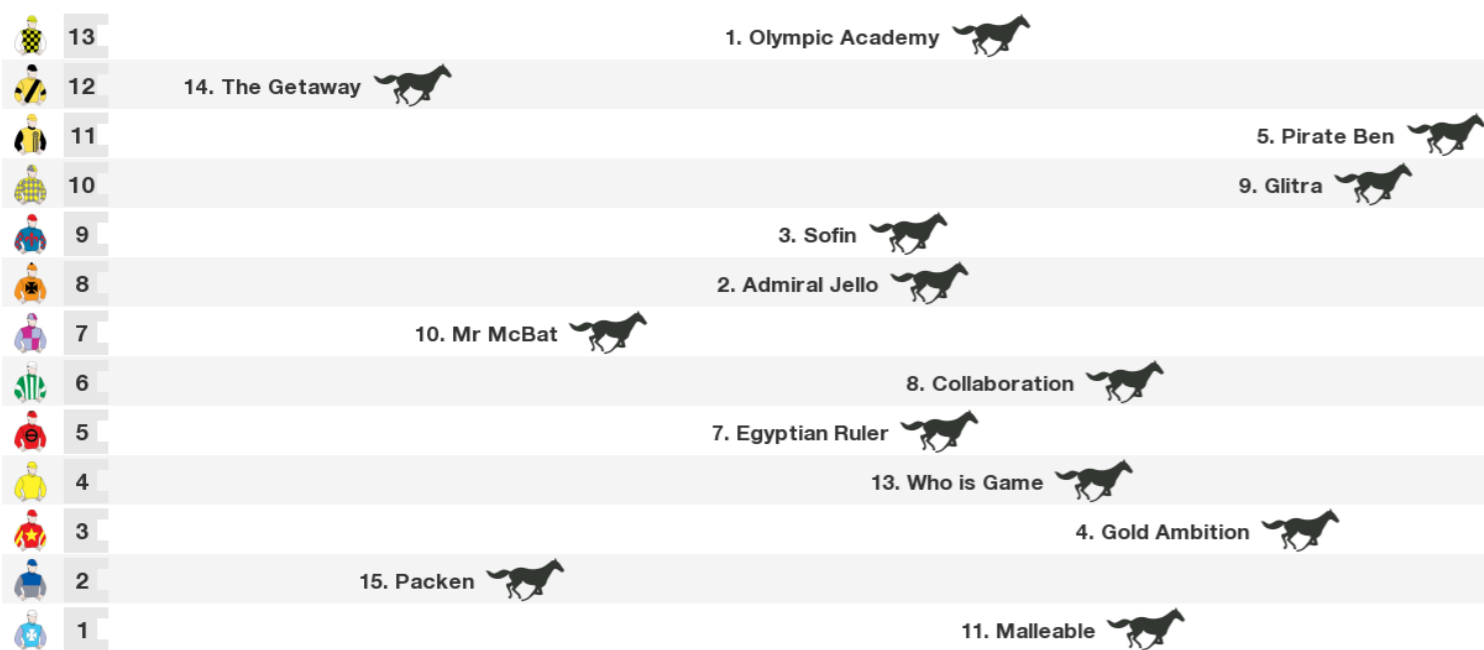 13 1. Olympic Academy
12 14. The Getaway
11 5. Pirate Ben
10 9. Glitra
9 3. Sofin
8 2. Admiral Jello
7 10. Mr McBat
6 8. Collaboration
5 7. Egyptian Ruler
4 13. Who is Game
3 4. Gold Ambition
2 15. Packen
1 11. Malleable